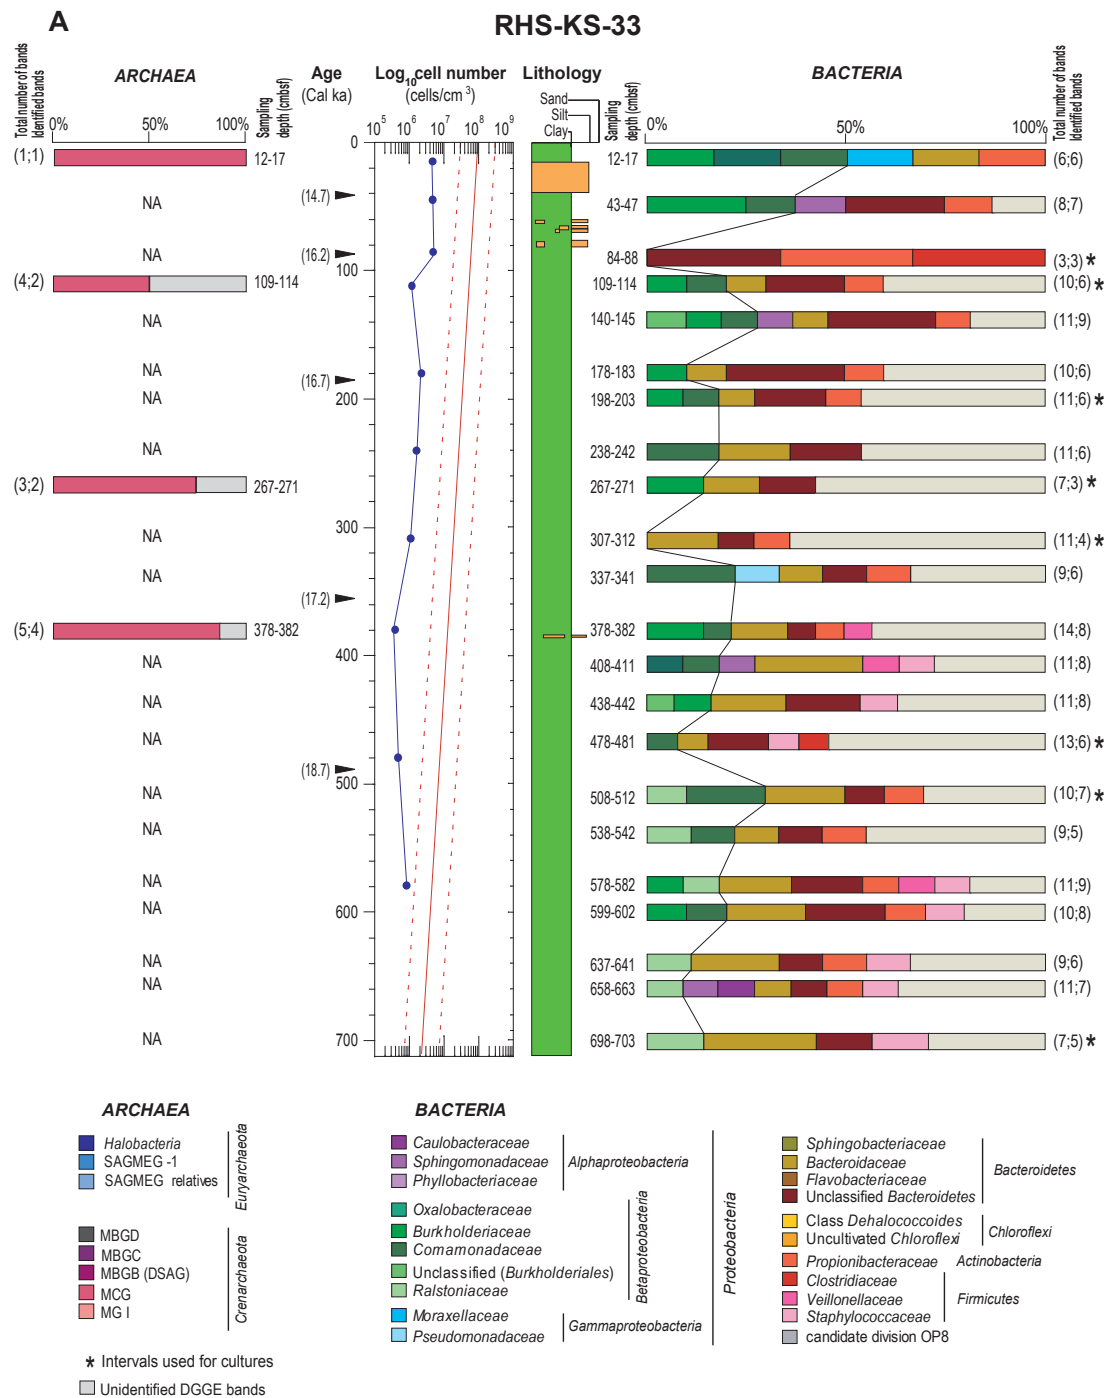 A
RHS-KS-33
Total number of bands
Identified bands
ARCHAEA
Sampling
depth (cmbsf)
Age
(Cal ka)
Log10 cell number
(cells/cm3)
Lithology
Sand
Silt
Clay
Sampling
depth (cmbsf)
BACTERIA
Total number of bands
Identified bands
0% 50% 100%
10^5 10^6 10^7 10^8 10^9
0% 50% 100%
(1;1) 12-17 0 12-17 (6;6)
NA (14.7) 43-47 (8;7)
NA (16.2) 84-88 (3;3) *
100
(4;2) 109-114 109-114 (10;6) *
NA 140-145 (11;9)
NA (16.7) 178-183 (10;6)
NA 200 198-203 (11;6) *
NA 238-242 (11;6)
(3;2) 267-271 267-271 (7;3) *
300
NA 307-312 (11;4) *
NA 337-341 (9;6)
(17.2)
(5;4) 378-382 378-382 (14;8)
NA 400 408-411 (11;8)
NA 438-442 (11;8)
NA 478-481 (13;6) *
(18.7)
500
NA 508-512 (10;7) *
NA 538-542 (9;5)
NA 578-582 (11;9)
NA 600 599-602 (10;8)
NA 637-641 (9;6)
NA 658-663 (11;7)
NA 700 698-703 (7;5) *
ARCHAEA
Halobacteria
SAGMEG -1
SAGMEG relatives
Euryarchaeota
MBGD
MBGC
MBGB (DSAG)
MCG
MG I
Crenarchaeota
* Intervals used for cultures
Unidentified DGGE bands
BACTERIA
Caulobacteraceae
Sphingomonadaceae
Phyllobacteriaceae
Alphaproteobacteria
Oxalobacteraceae
Burkholderiaceae
Comamonadaceae
Unclassified (Burkholderiales)
Ralstoniaceae
Betaproteobacteria
Moraxellaceae
Pseudomonadaceae
Gammaproteobacteria
Proteobacteria
Sphingobacteriaceae
Bacteroidaceae
Flavobacteriaceae
Unclassified Bacteroidetes
Bacteroidetes
Class Dehalococcoides
Uncultivated Chloroflexi
Chloroflexi
Propionibacteraceae
Actinobacteria
Clostridiaceae
Veillonellaceae
Staphylococcaceae
Firmicutes
candidate division OP8